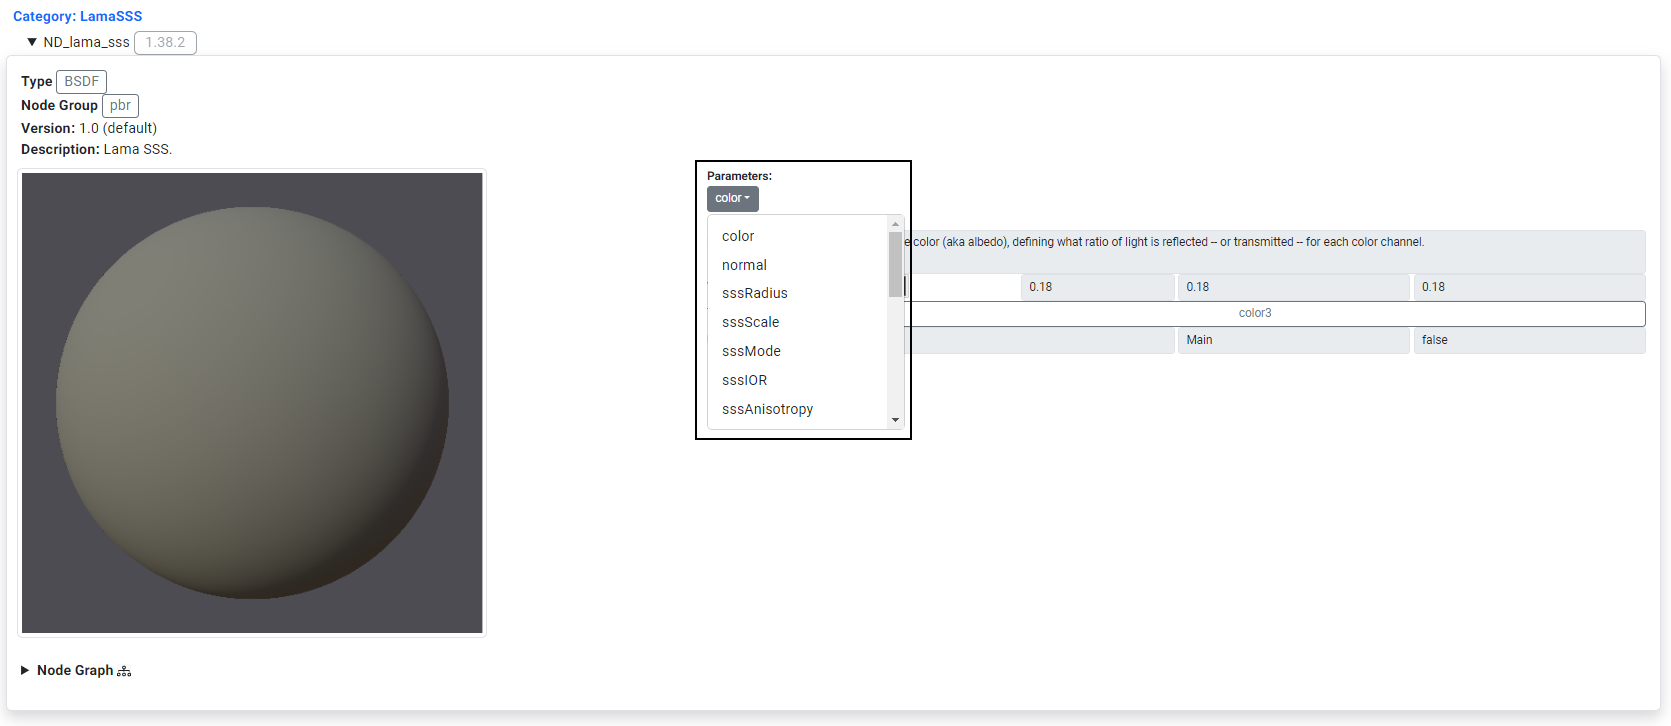 Category: LamaSSS
ND_lama_sss 1.38.2
Type BSDF
Node Group pbr
Version: 1.0 (default)
Description: Lama SSS.
Parameters:
color
color
normal
sssRadius
sssScale
sssMode
sssIOR
sssAnisotropy
e color (aka albedo), defining what ratio of light is reflected -- or transmitted -- for each color channel.
0.18 0.18 0.18
color3
Main false
Node Graph